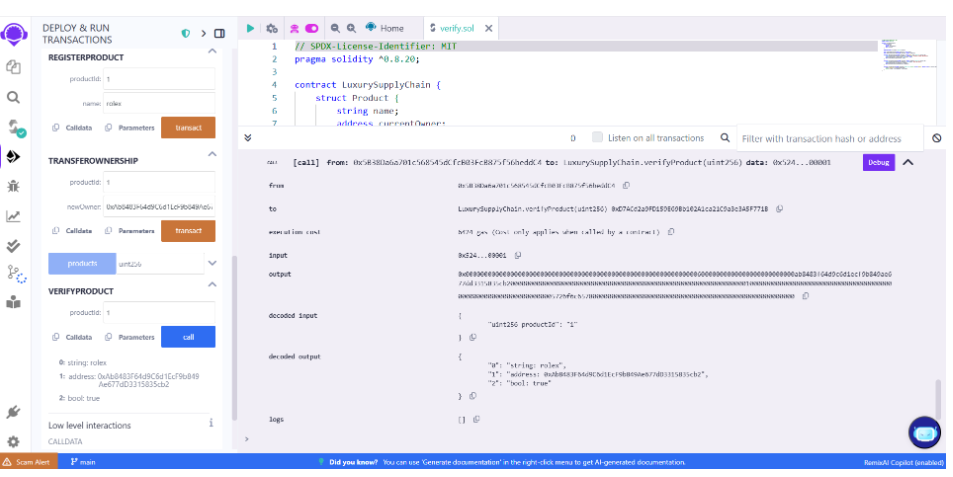 DEPLOY & RUN
TRANSACTIONS
REGISTERPRODUCT
productId: 1
name: rolex
Calldata Parameters transact
TRANSFEROWNERSHIP
productId: 1
newOwner:
Calldata Parameters transact
products uint256
VERIFYPRODUCT
productId: 1
Calldata Parameters call
0: string: rolex
1: address: 0xAb8483F64d9C6d1EcF9b849
Ae677dD3315835cb2
2: bool: true
Low level interactions i
CALLDATA
Home verify.sol
1 // SPDX-License-Identifier: MIT
2 pragma solidity ^0.8.20;
3
4 contract LuxurySupplyChain {
5 struct Product {
6 string name;
7 address currentOwner;
0 Listen on all transactions Filter with transaction hash or address
CALL [call] from: to: LuxurySupplyChain.verifyProduct(uint256) data: 0x524...00001 Debug
from
to LuxurySupplyChain.verifyProduct(uint256)
execution cost gas (Cost only applies when called by a contract)
input 0x524...00001
output
decoded input {
"uint256 productId": "1"
}
decoded output {
"0": "string: rolex",
"1": "address: 0xAb8483F64d9C6d1EcF9b849Ae677dD3315835cb2",
"2": "bool: true"
}
logs []
>
Scam Alert main Did you know? You can use 'Generate documentation' in the right-click menu to get AI-generated documentation. RemixAI Copilot (enabled)